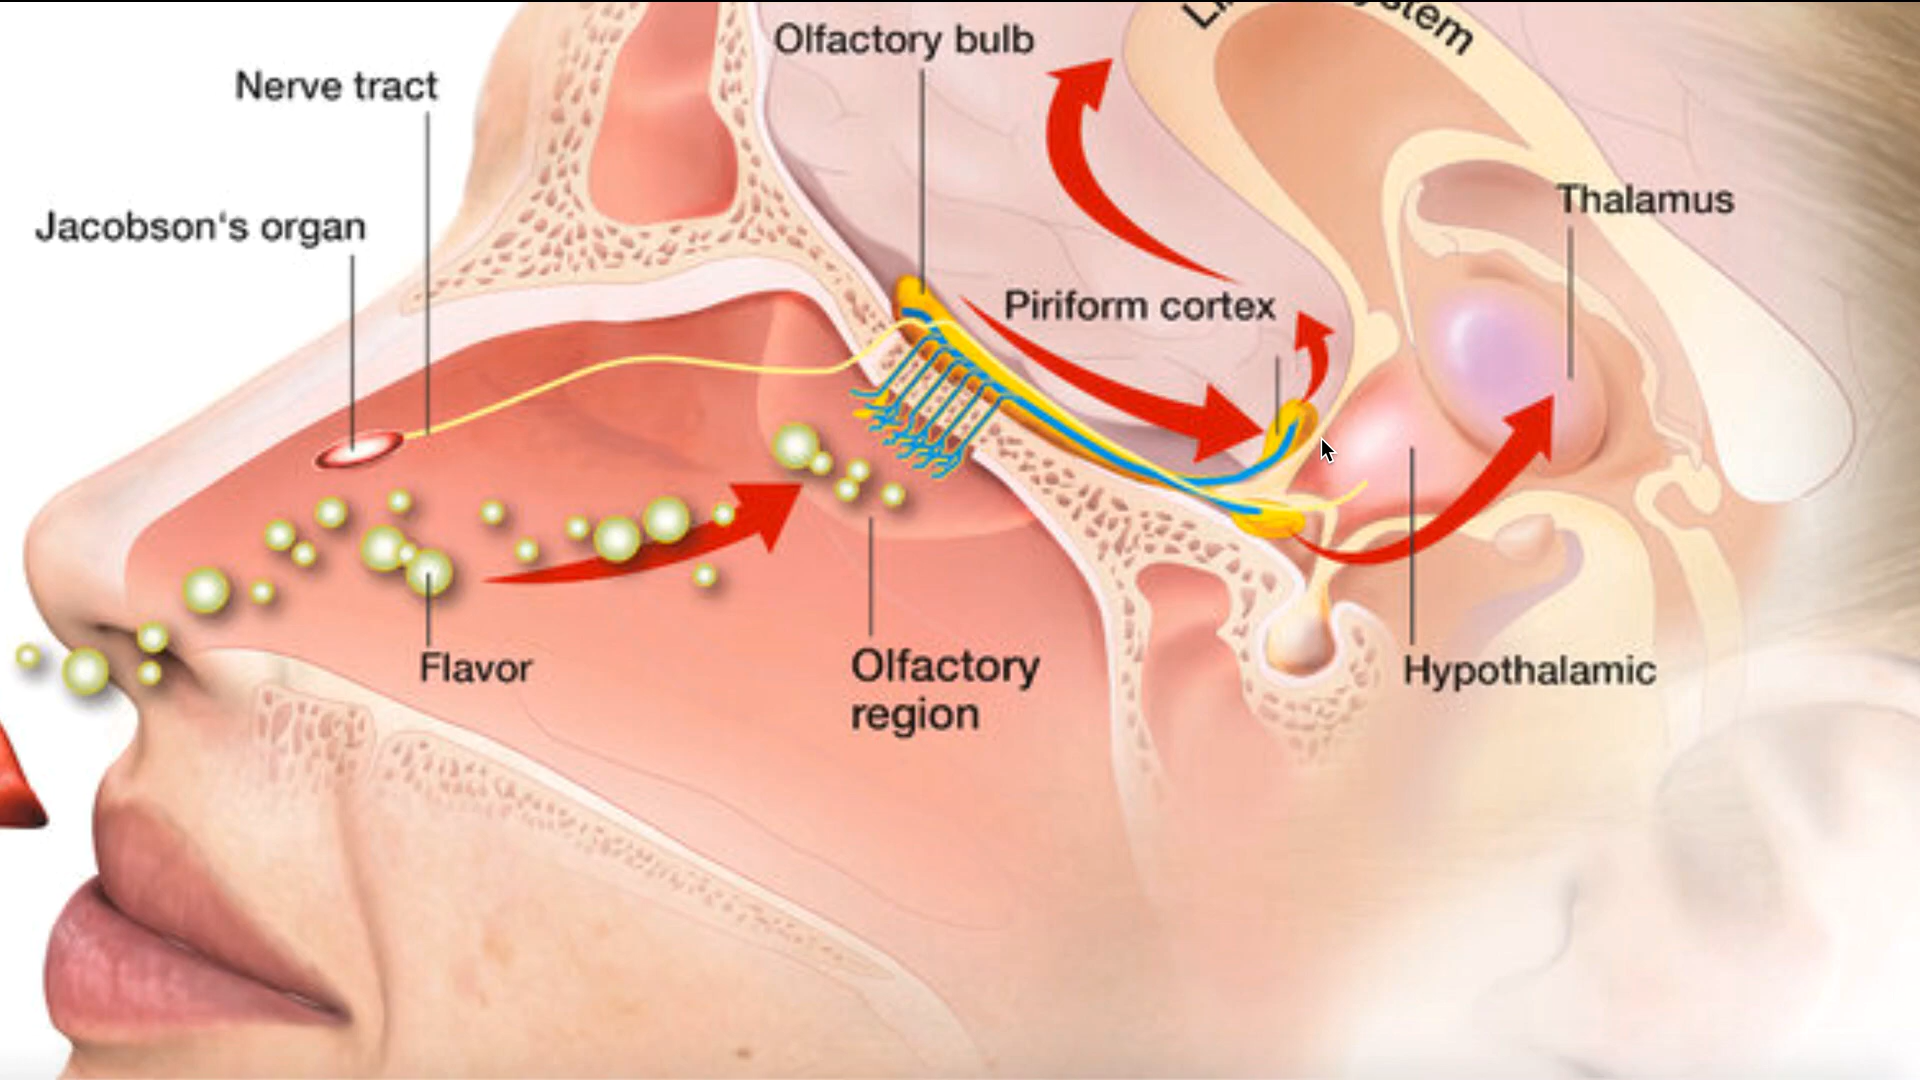 Olfactory bulb
Nerve tract
Jacobson's organ
Thalamus
Piriform cortex
Flavor
Olfactory
region
Hypothalamic